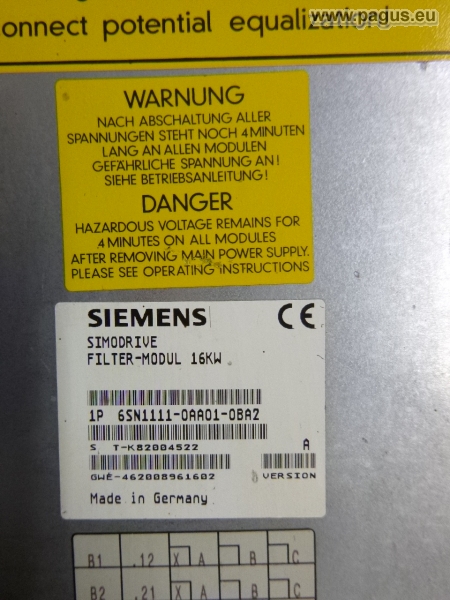 www.pagus.eu
connect potential equalization!
WARNUNG
NACH ABSCHALTUNG ALLER
SPANNUNGEN STEHT NOCH 4 MINUTEN
LANG AN ALLEN MODULEN
GEFÄHRLICHE SPANNUNG AN!
SIEHE BETRIEBSANLEITUNG!
DANGER
HAZARDOUS VOLTAGE REMAINS FOR
4 MINUTES ON ALL MODULES
AFTER REMOVING MAIN POWER SUPPLY.
PLEASE SEE OPERATING INSTRUCTIONS
SIEMENS CE
SIMODRIVE
FILTER-MODUL 16KW
1P 6SN1111-0AA01-0BA2
S T-K82004522 A
GWE-462008961602 VERSION
Made in Germany
B1 .12 X A B C
B2 .21 X A B C